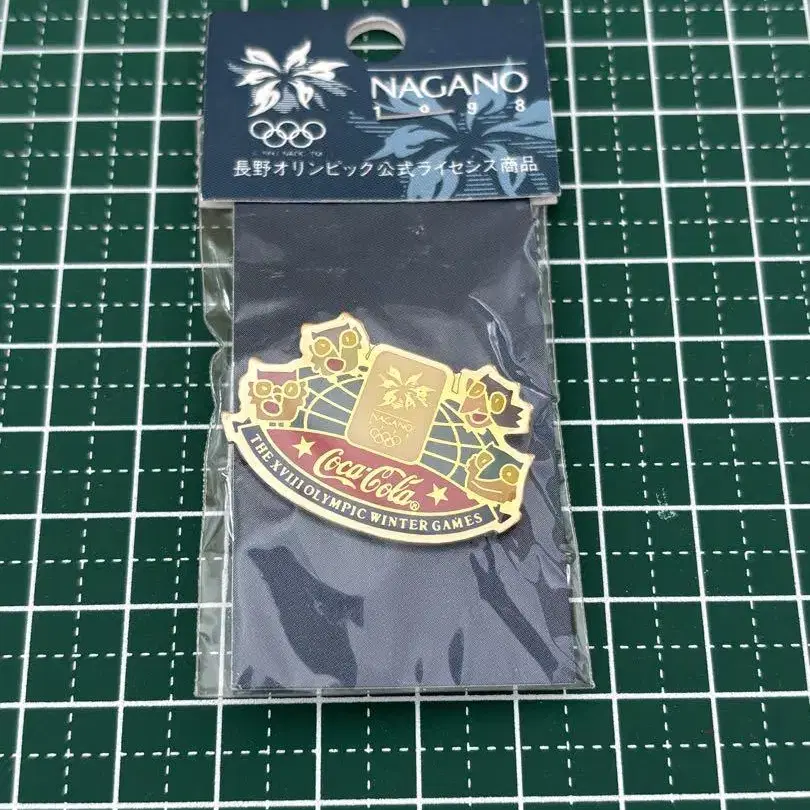 NAGANO
1998
長野オリンピック公式ライセンス商品
NAGANO
Coca-Cola®
THE XVIII OLYMPIC WINTER GAMES